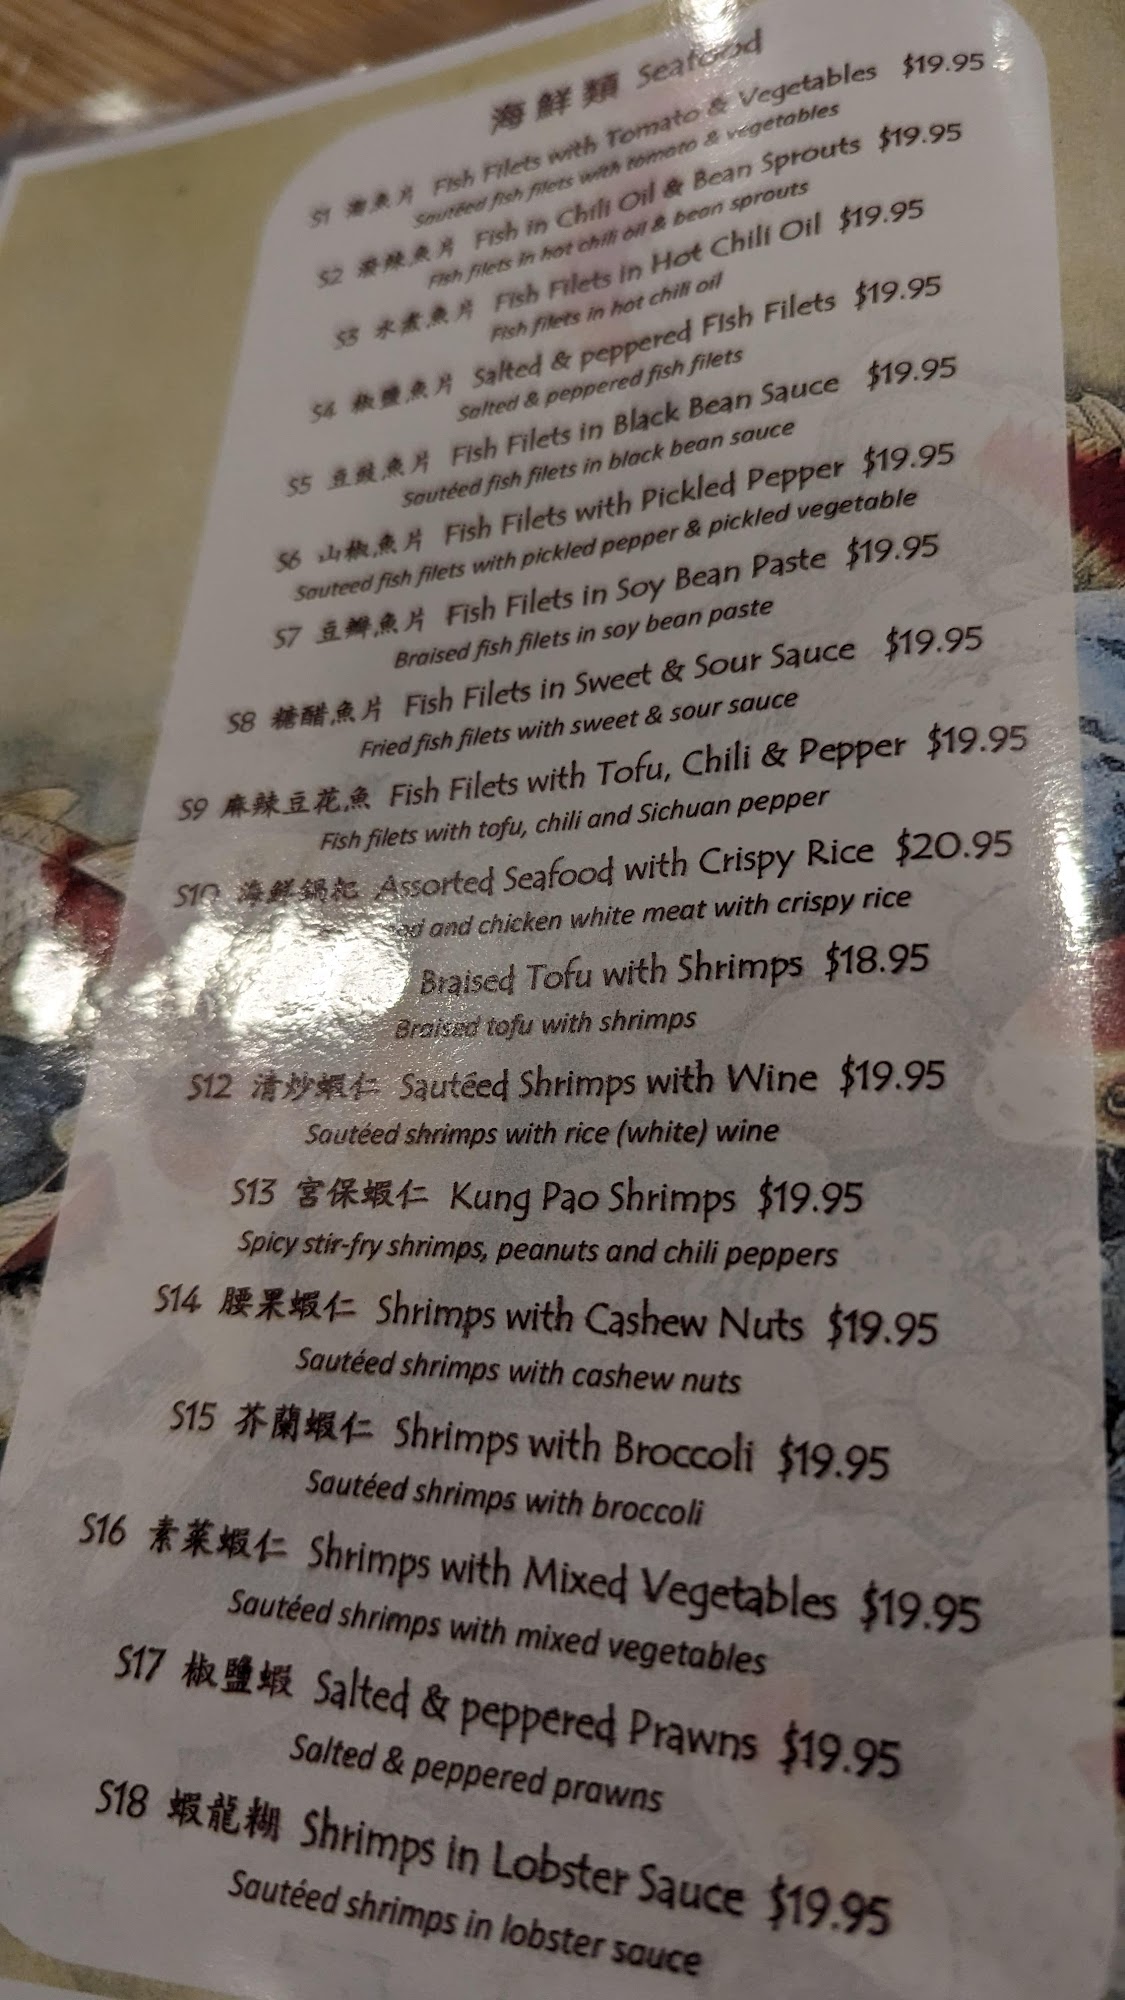 海鮮類 Seafood
S1 魚片 Fish Filets with Tomato & Vegetables $19.95
Sautéed fish filets with tomato & vegetables
S2 潑辣魚片 Fish in Chili Oil & Bean Sprouts $19.95
Fish filets in hot chili oil & bean sprouts
S3 水煮魚片 Fish Filets in Hot Chili Oil $19.95
Fish filets in hot chili oil
S4 椒鹽魚片 Salted & peppered Fish Filets $19.95
Salted & peppered fish filets
S5 豆豉魚片 Fish Filets in Black Bean Sauce $19.95
Sautéed fish filets in black bean sauce
S6 山椒魚片 Fish Filets with Pickled Pepper $19.95
Sauteed fish filets with pickled pepper & pickled vegetable
S7 豆瓣魚片 Fish Filets in Soy Bean Paste $19.95
Braised fish filets in soy bean paste
S8 糖醋魚片 Fish Filets in Sweet & Sour Sauce $19.95
Fried fish filets with sweet & sour sauce
S9 麻辣豆花魚 Fish Filets with Tofu, Chili & Pepper $19.95
Fish filets with tofu, chili and Sichuan pepper
S10 海鮮鍋粑 Assorted Seafood with Crispy Rice $20.95
and chicken white meat with crispy rice
Braised Tofu with Shrimps $18.95
Braised tofu with shrimps
S12 清炒蝦仁 Sautéed Shrimps with Wine $19.95
Sautéed shrimps with rice (white) wine
S13 宮保蝦仁 Kung Pao Shrimps $19.95
Spicy stir-fry shrimps, peanuts and chili peppers
S14 腰果蝦仁 Shrimps with Cashew Nuts $19.95
Sautéed shrimps with cashew nuts
S15 芥蘭蝦仁 Shrimps with Broccoli $19.95
Sautéed shrimps with broccoli
S16 素菜蝦仁 Shrimps with Mixed Vegetables $19.95
Sautéed shrimps with mixed vegetables
S17 椒鹽蝦 Salted & peppered Prawns $19.95
Salted & peppered prawns
S18 蝦龍糊 Shrimps in Lobster Sauce $19.95
Sautéed shrimps in lobster sauce